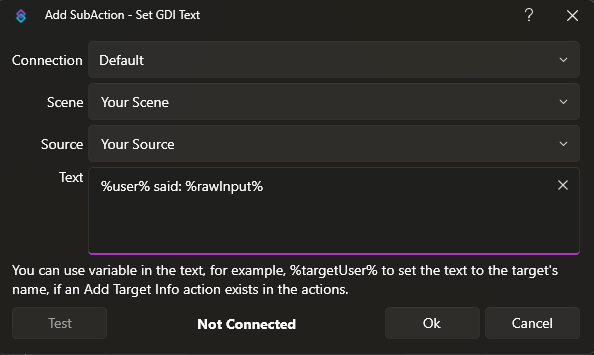 Add SubAction - Set GDI Text
?
Connection Default
Scene Your Scene
Source Your Source
Text %user% said: %rawInput%
You can use variable in the text, for example, %targetUser% to set the text to the target's
name, if an Add Target Info action exists in the actions.
Test Not Connected Ok Cancel